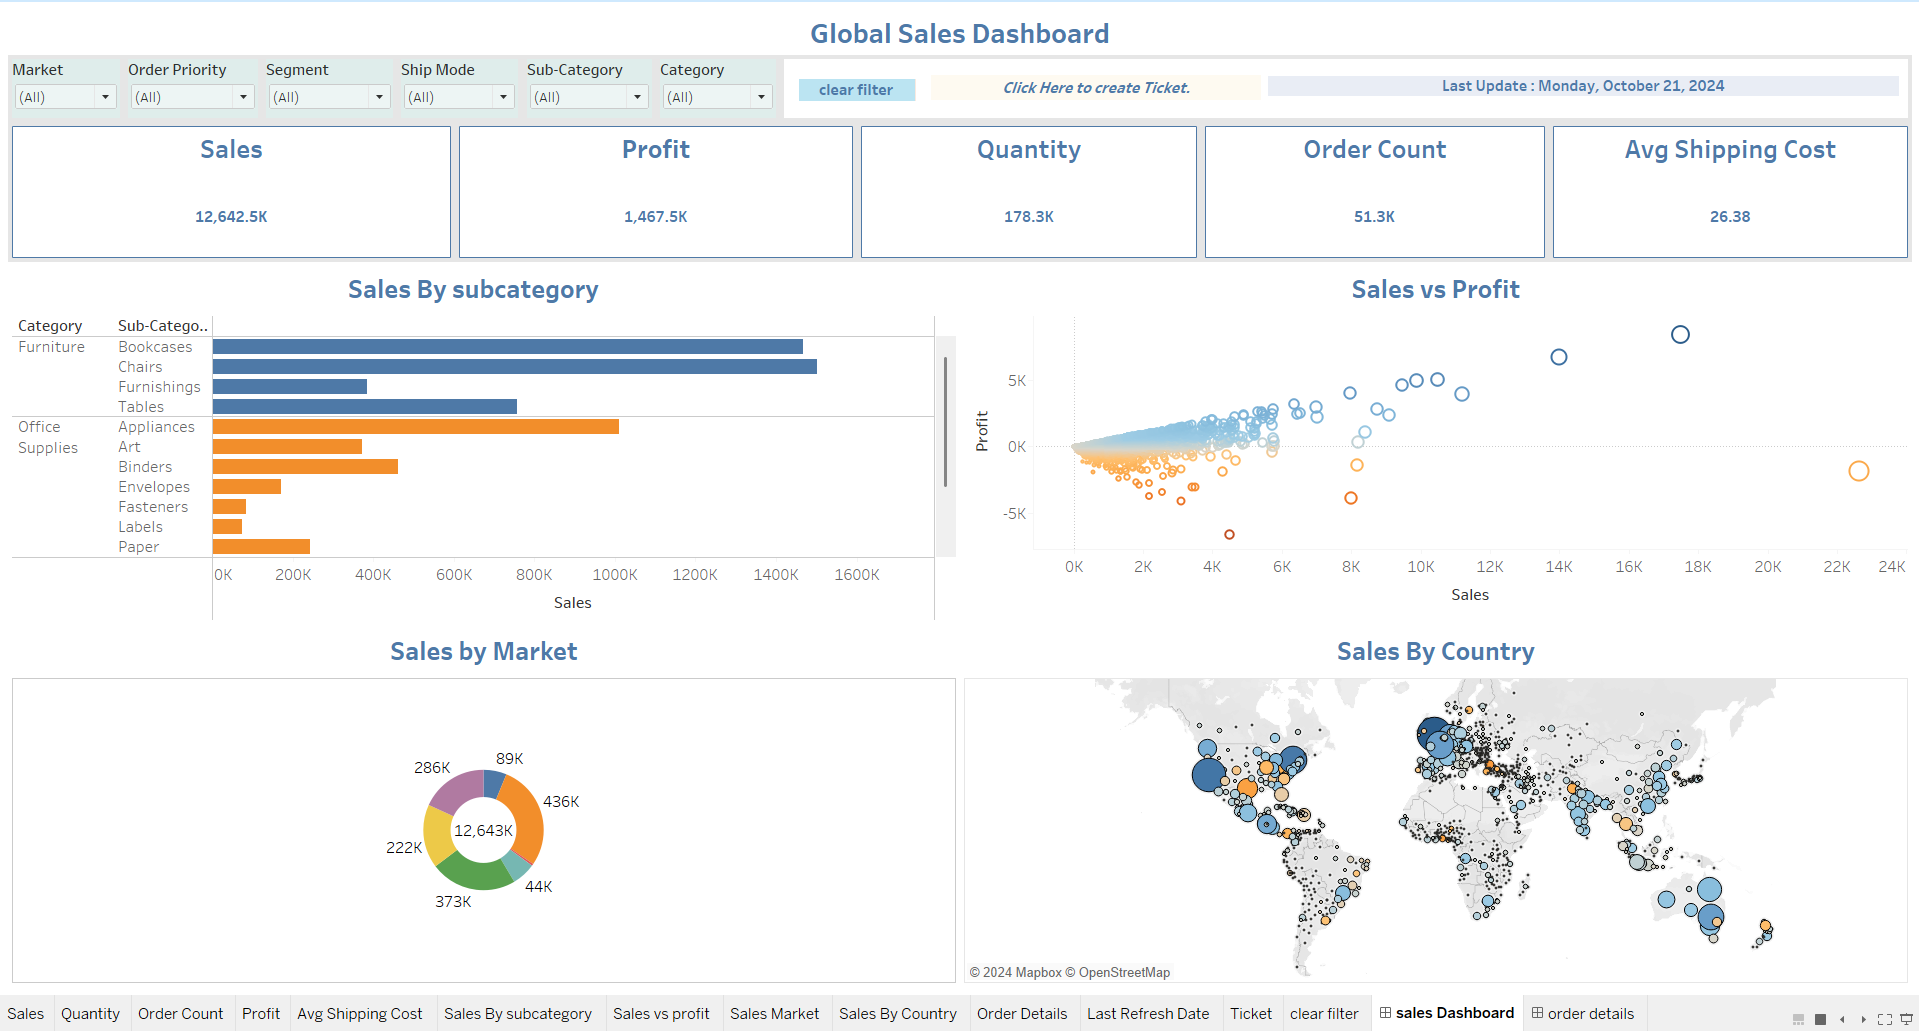 Global Sales Dashboard
Market Order Priority Segment Ship Mode Sub-Category Category
(All) (All) (All) (All) (All) (All)
clear filter Click Here to create Ticket. Last Update : Monday, October 21, 2024
Sales Profit Quantity Order Count Avg Shipping Cost
12,642.5K 1,467.5K 178.3K 51.3K 26.38
Sales By subcategory
Category Sub-Catego..
Furniture Bookcases
Chairs
Furnishings
Tables
Office Appliances
Supplies Art
Binders
Envelopes
Fasteners
Labels
Paper
0K 200K 400K 600K 800K 1000K 1200K 1400K 1600K
Sales
Sales vs Profit
Profit
5K
0K
-5K
0K 2K 4K 6K 8K 10K 12K 14K 16K 18K 20K 22K 24K
Sales
Sales by Market
89K
286K
436K
12,643K
222K
44K
373K
Sales By Country
© 2024 Mapbox © OpenStreetMap
Sales Quantity Order Count Profit Avg Shipping Cost Sales By subcategory Sales vs profit Sales Market Sales By Country Order Details Last Refresh Date Ticket clear filter sales Dashboard order details